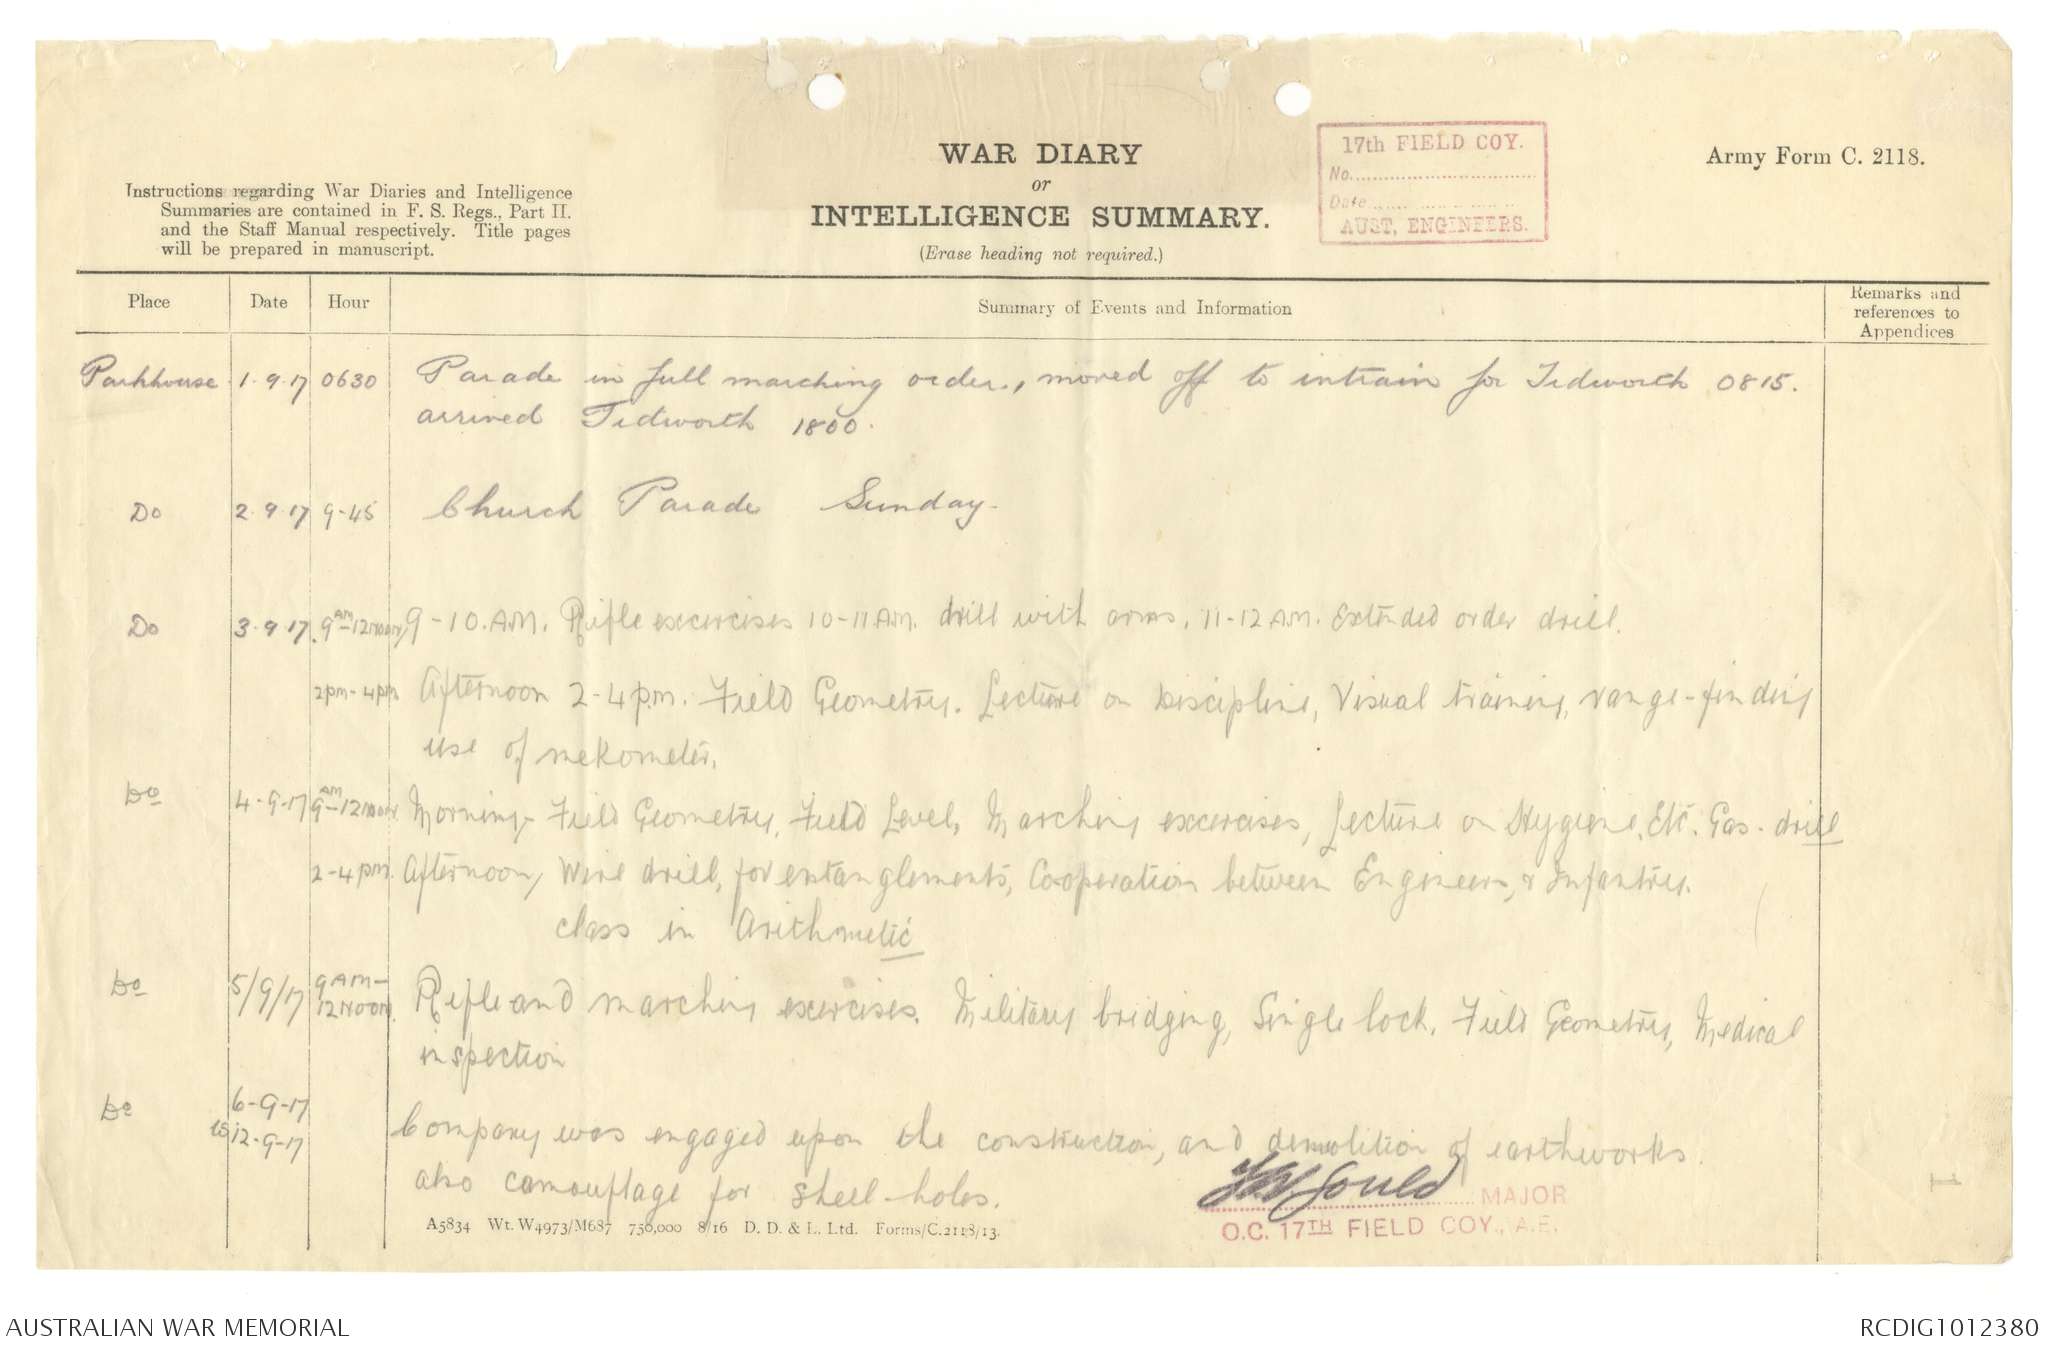 WAR DIARY
or
INTELLIGENCE SUMMARY.
(Erase heading not required.)
Instructions regarding War Diaries and Intelligence
Summaries are contained in F. S. Regs., Part II.
and the Staff Manual respectively. Title pages
will be prepared in manuscript.
17th FIELD COY.
No.
Date
AUST. ENGINEERS.
Army Form C. 2118.
Place Date Hour Summary of Events and Information Remarks and references to Appendices
Parkhouse 1.9.17 0630 Parade in full marching order, moved off to intrain for Tidworth 0815.
arrived Tidworth 1800.
Do 2.9.17 9-45 Church Parade Sunday.
Do 3.9.17 9AM-12NOON 9-10.AM. Rifle excercises 10-11AM. drill with arms. 11-12AM. Extended order drill.
2pm-4pm Afternoon 2-4p.m. Field Geometry. Lecture on Discipline, Visual training, range-finding
use of mekometer.
Do 4-9-17 9AM-12Noon Morning- Field Geometry, Field Level, Marching excercises, Lecture on Hygiene, Etc. Gas-drill
2-4pm. Afternoon, Wire drill, for entanglements, Cooperation between Engineers, & Infantry.
class in Arithmetic
Do 5/9/17 9AM-12NOON. Rifle and marching excercises. Military bridging, Single lock, Field Geometry, Medical
inspection
Do 6-9-17
to 12-9-17 Company was engaged upon the construction, and demolition of earthworks.
also camouflage for shell-holes.
Gould MAJOR
O.C. 17TH FIELD COY., A.E.
A5834 Wt. W4973/M687 750,000 8/16 D. D. & L. Ltd. Forms/C.2118/13.
1
AUSTRALIAN WAR MEMORIAL
RCDIG1012380